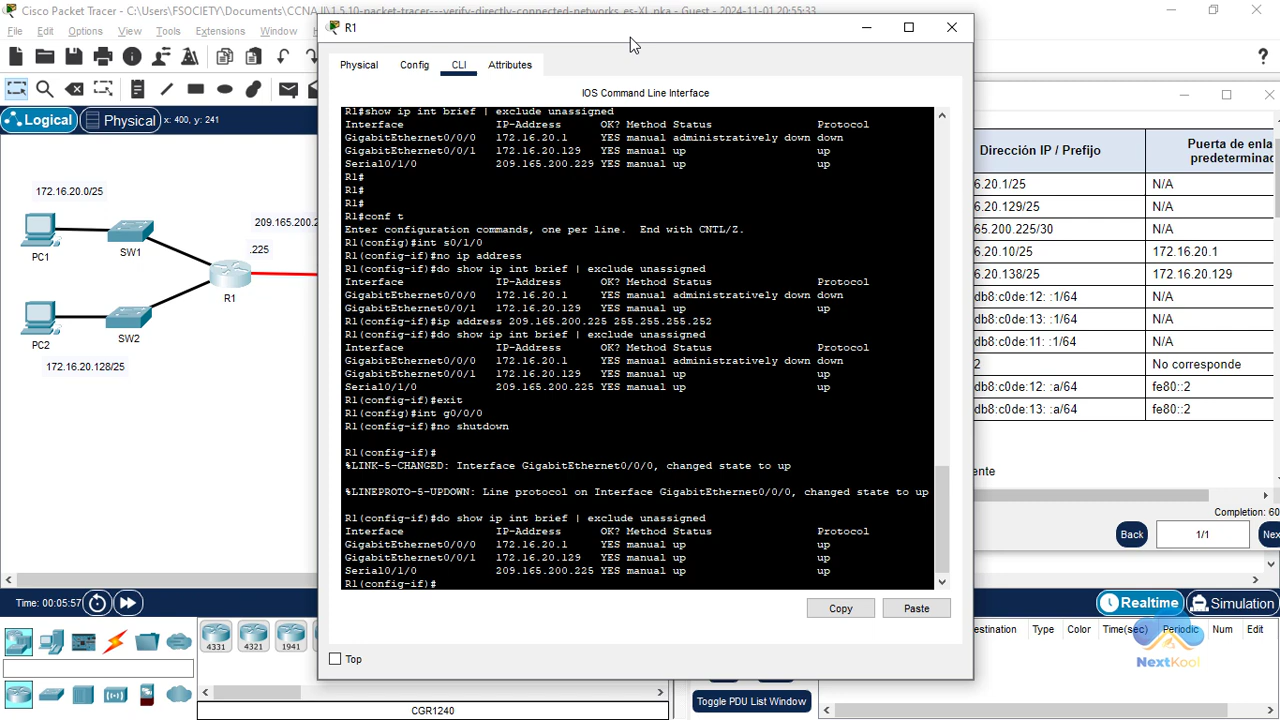 Cisco Packet Tracer - C:\Users\FSOCIETY\Documents\CCNA
es-XL.pka - Guest - 2024-11-01 20:55:33
File Edit Options View Tools Extensions Window
R1
Physical Config CLI Attributes
Logical Physical x: 400, y: 241
IOS Command Line Interface
R1#show ip int brief | exclude unassigned
Interface IP-Address OK? Method Status Protocol
GigabitEthernet0/0/0 172.16.20.1 YES manual administratively down down
GigabitEthernet0/0/1 172.16.20.129 YES manual up up
Serial0/1/0 209.165.200.229 YES manual up up
R1#
R1#
R1#
R1#conf t
Enter configuration commands, one per line. End with CNTL/Z.
R1(config)#int s0/1/0
R1(config-if)#no ip address
R1(config-if)#do show ip int brief | exclude unassigned
Interface IP-Address OK? Method Status Protocol
GigabitEthernet0/0/0 172.16.20.1 YES manual administratively down down
GigabitEthernet0/0/1 172.16.20.129 YES manual up up
R1(config-if)#ip address 209.165.200.225 255.255.255.252
R1(config-if)#do show ip int brief | exclude unassigned
Interface IP-Address OK? Method Status Protocol
GigabitEthernet0/0/0 172.16.20.1 YES manual administratively down down
GigabitEthernet0/0/1 172.16.20.129 YES manual up up
Serial0/1/0 209.165.200.225 YES manual up up
R1(config-if)#exit
R1(config)#int g0/0/0
R1(config-if)#no shutdown
R1(config-if)#
%LINK-5-CHANGED: Interface GigabitEthernet0/0/0, changed state to up
%LINEPROTO-5-UPDOWN: Line protocol on Interface GigabitEthernet0/0/0, changed state to up
R1(config-if)#do show ip int brief | exclude unassigned
Interface IP-Address OK? Method Status Protocol
GigabitEthernet0/0/0 172.16.20.1 YES manual up up
GigabitEthernet0/0/1 172.16.20.129 YES manual up up
Serial0/1/0 209.165.200.225 YES manual up up
R1(config-if)#
Copy Paste
Top
172.16.20.0/25
209.165.200.2
PC1
SW1
.225
R1
PC2
SW2
172.16.20.128/25
Dirección IP / Prefijo
Puerta de enla
predeterminad
6.20.1/25 N/A
6.20.129/25 N/A
65.200.225/30 N/A
6.20.10/25 172.16.20.1
6.20.138/25 172.16.20.129
db8:c0de:12: :1/64 N/A
db8:c0de:13: :1/64 N/A
db8:c0de:11: :1/64 N/A
2 No corresponde
db8:c0de:12: :a/64 fe80::2
db8:c0de:13: :a/64 fe80::2
ente
Completion: 60
Back 1/1 Nex
Time: 00:05:57
Realtime Simulation
4331 4321 1941
estination Type Color Time(sec) Periodic Num Edit
NextKool
Toggle PDU List Window
CGR1240